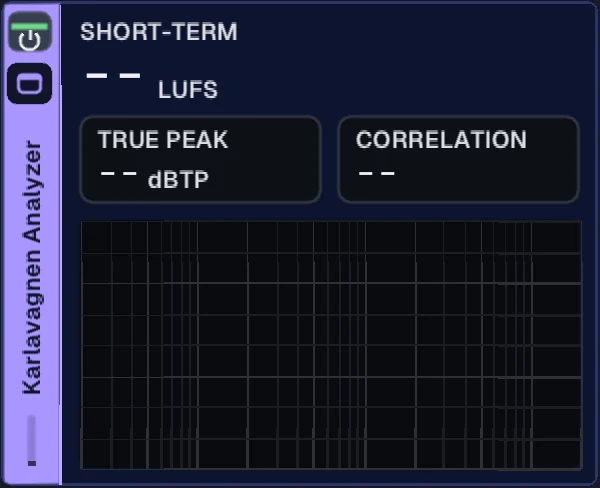 SHORT-TERM
-- LUFS
TRUE PEAK
-- dBTP
CORRELATION
--
Karlavagnen Analyzer